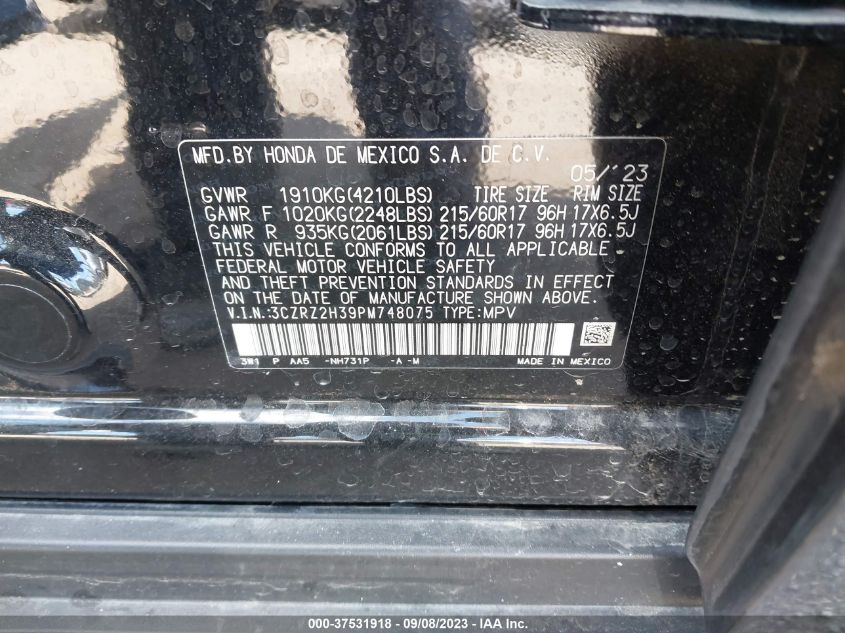 MFD.BY HONDA DE MEXICO S.A. DE C.V.
05/'23
GVWR 1910KG(4210LBS) TIRE SIZE RIM SIZE
GAWR F 1020KG(2248LBS) 215/60R17 96H 17X6.5J
GAWR R 935KG(2061LBS) 215/60R17 96H 17X6.5J
THIS VEHICLE CONFORMS TO ALL APPLICABLE
FEDERAL MOTOR VEHICLE SAFETY
AND THEFT PREVENTION STANDARDS IN EFFECT
ON THE DATE OF MANUFACTURE SHOWN ABOVE.
V.I.N.:3CZRZ2H39PM748075 TYPE:MPV
3W1 P AA5 -NH731P -A -M MADE IN MEXICO
000-37531918 - 09/08/2023 - © IAA, Inc.